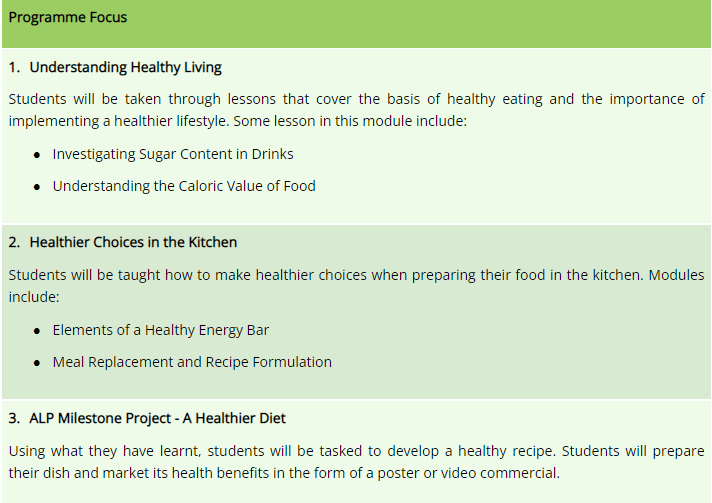 Programme Focus
1. Understanding Healthy Living
Students will be taken through lessons that cover the basis of healthy eating and the importance of
implementing a healthier lifestyle. Some lesson in this module include:
● Investigating Sugar Content in Drinks
● Understanding the Caloric Value of Food
2. Healthier Choices in the Kitchen
Students will be taught how to make healthier choices when preparing their food in the kitchen. Modules
include:
● Elements of a Healthy Energy Bar
● Meal Replacement and Recipe Formulation
3. ALP Milestone Project - A Healthier Diet
Using what they have learnt, students will be tasked to develop a healthy recipe. Students will prepare
their dish and market its health benefits in the form of a poster or video commercial.